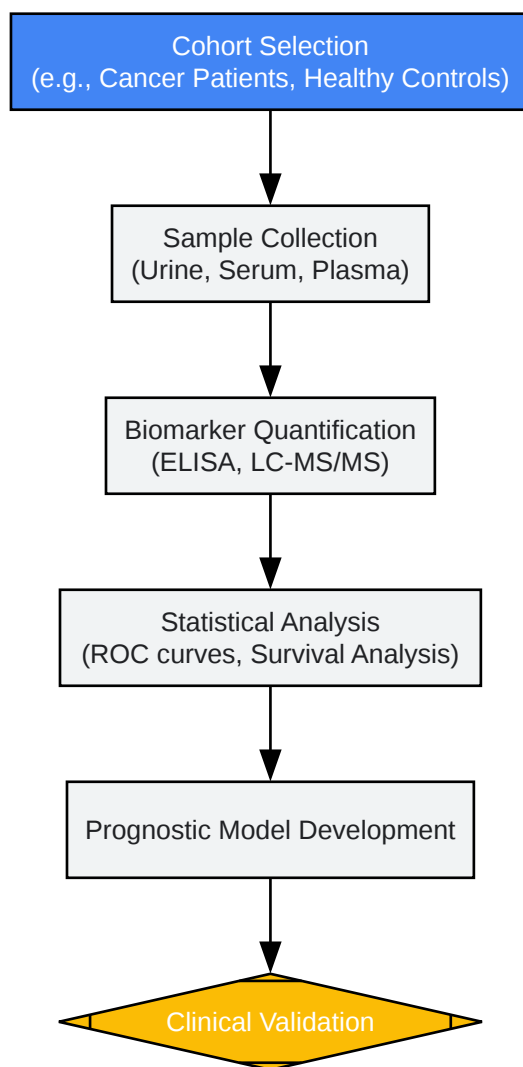 Cohort Selection
(e.g., Cancer Patients, Healthy Controls)
Sample Collection
(Urine, Serum, Plasma)
Biomarker Quantification
(ELISA, LC-MS/MS)
Statistical Analysis
(ROC curves, Survival Analysis)
Prognostic Model Development
Clinical Validation